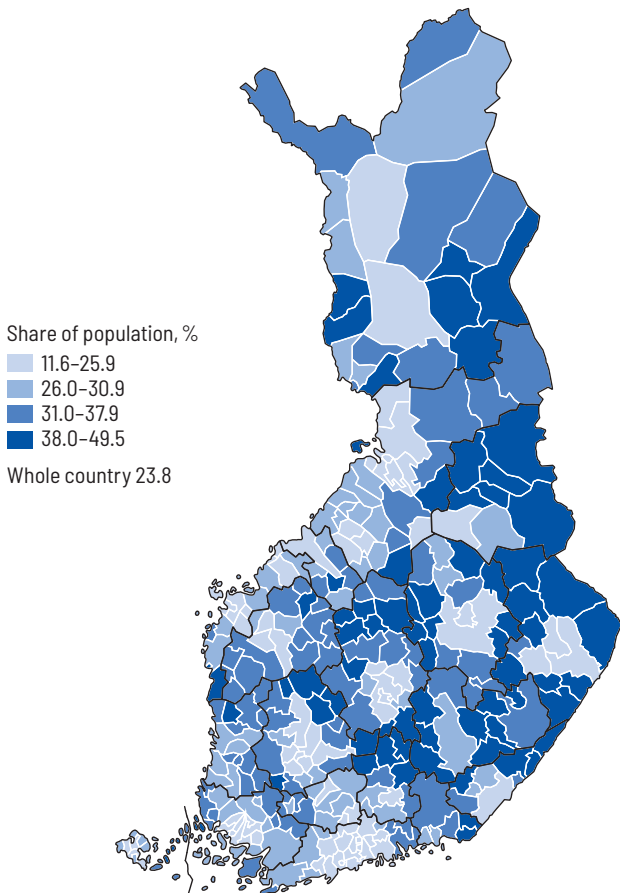 Share of population, %
11.6–25.9
26.0–30.9
31.0–37.9
38.0–49.5
Whole country 23.8